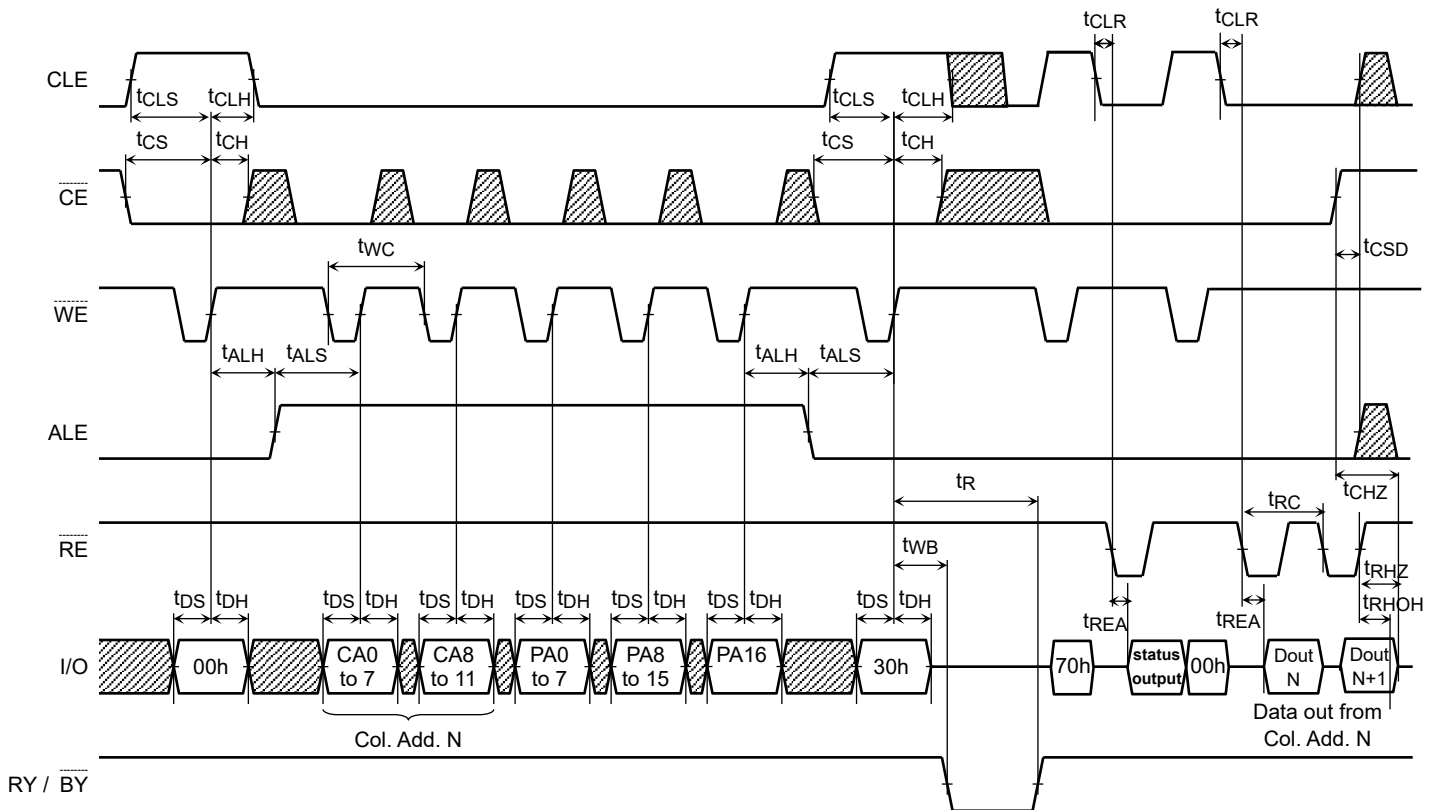 tCLR tCLR
CLE
tCLS tCLH tCLS tCLH
tCS tCH tCS tCH
CE
tWC tCSD
WE
tALH tALS tALH tALS
ALE
tR tRC tCHZ
RE
tWB tRHZ
tDS tDH tDS tDH tDS tDH tDS tDH tDS tDH tDS tDH tDS tDH tREA tREA tRHOH
I/O
00h
CA0
to 7
CA8
to 11
PA0
to 7
PA8
to 15
PA16
30h
70h
status
output
00h
Dout
N
Dout
N+1
Col. Add. N
Data out from
Col. Add. N
RY / BY